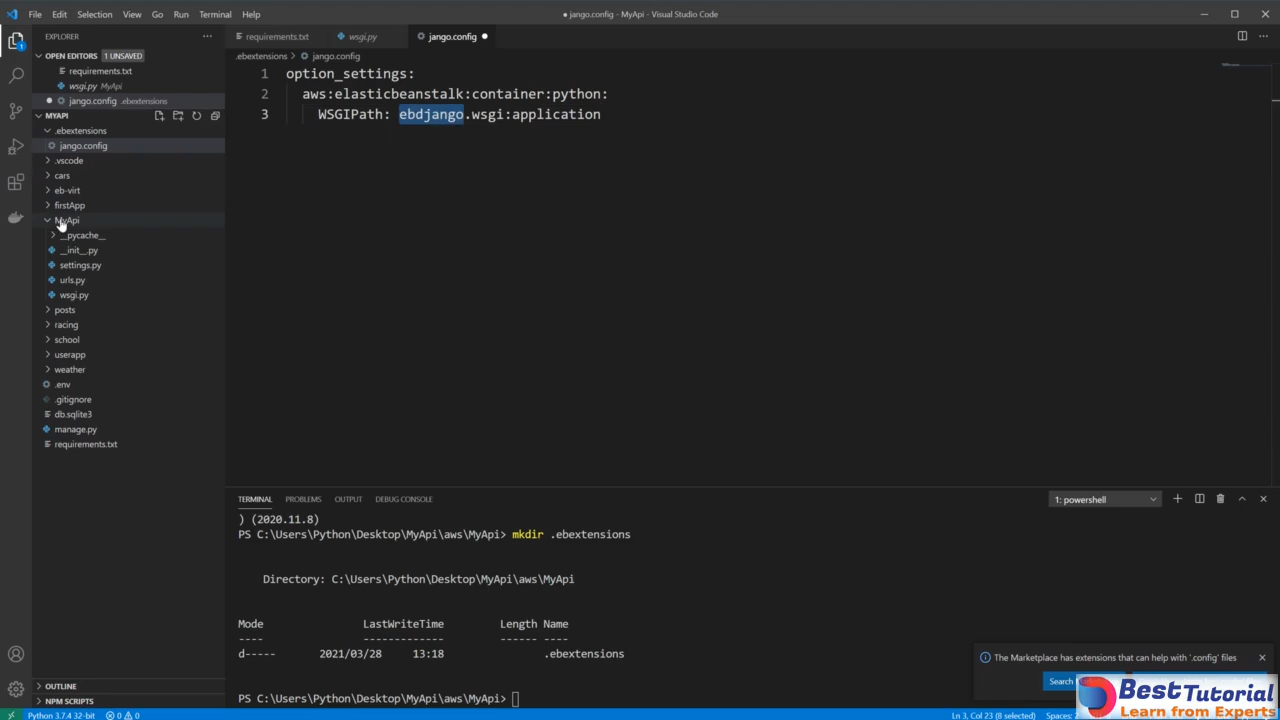 File Edit Selection View Go Run Terminal Help
● jango.config - MyApi - Visual Studio Code
EXPLORER
requirements.txt
wsgi.py
jango.config
OPEN EDITORS 1 UNSAVED
.ebextensions > jango.config
requirements.txt
wsgi.py MyApi
jango.config .ebextensions
MYAPI
.ebextensions
jango.config
.vscode
cars
eb-virt
firstApp
MyApi
__pycache__
__init__.py
settings.py
urls.py
wsgi.py
posts
racing
school
userapp
weather
.env
.gitignore
db.sqlite3
manage.py
requirements.txt
OUTLINE
NPM SCRIPTS
1 option_settings:
2 aws:elasticbeanstalk:container:python:
3 WSGIPath: ebdjango.wsgi:application
TERMINAL PROBLEMS OUTPUT DEBUG CONSOLE
1: powershell
) (2020.11.8)
PS C:\Users\Python\Desktop\MyApi\aws\MyApi> mkdir .ebextensions
Directory: C:\Users\Python\Desktop\MyApi\aws\MyApi
Mode LastWriteTime Length Name
---- ------------- ------ ----
d----- 2021/03/28 13:18 .ebextensions
PS C:\Users\Python\Desktop\MyApi\aws\MyApi>
The Marketplace has extensions that can help with '.config' files
Search
BestTutorial
Learn from Experts
Python 3.7.4 32-bit 0 0
Ln 3, Col 23 (8 selected)
Spaces: